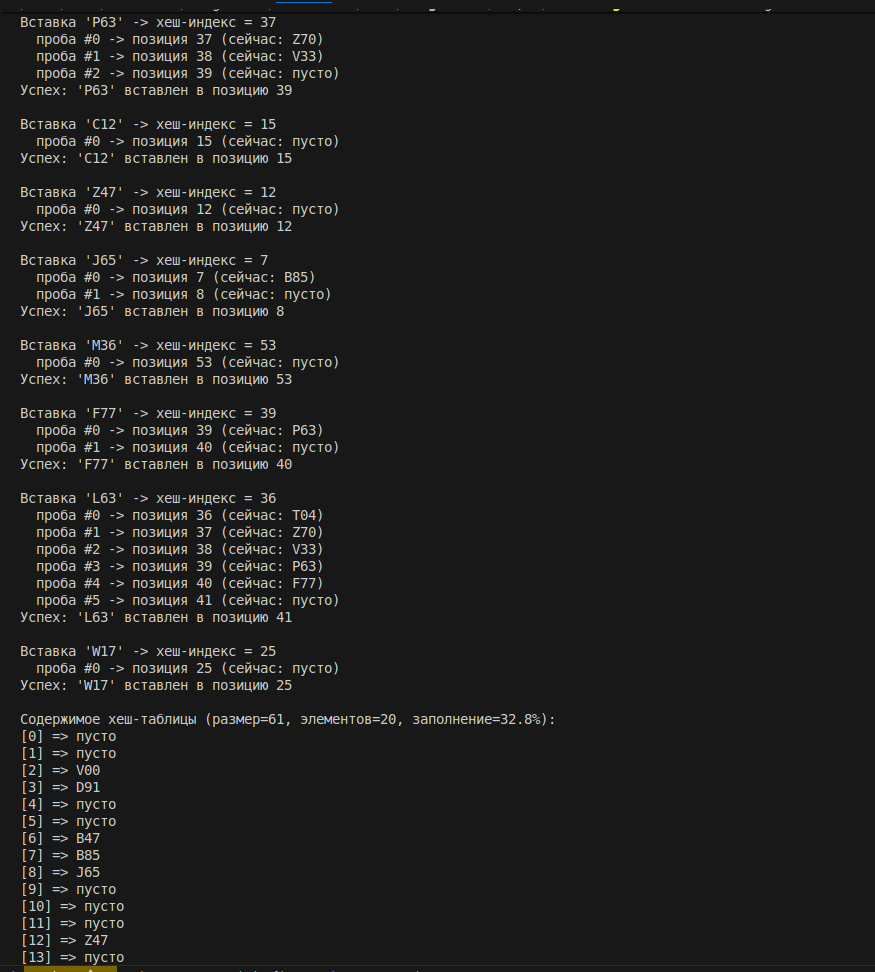 Вставка 'P63' -> хеш-индекс = 37
проба #0 -> позиция 37 (сейчас: Z70)
проба #1 -> позиция 38 (сейчас: V33)
проба #2 -> позиция 39 (сейчас: пусто)
Успех: 'P63' вставлен в позицию 39
Вставка 'C12' -> хеш-индекс = 15
проба #0 -> позиция 15 (сейчас: пусто)
Успех: 'C12' вставлен в позицию 15
Вставка 'Z47' -> хеш-индекс = 12
проба #0 -> позиция 12 (сейчас: пусто)
Успех: 'Z47' вставлен в позицию 12
Вставка 'J65' -> хеш-индекс = 7
проба #0 -> позиция 7 (сейчас: B85)
проба #1 -> позиция 8 (сейчас: пусто)
Успех: 'J65' вставлен в позицию 8
Вставка 'M36' -> хеш-индекс = 53
проба #0 -> позиция 53 (сейчас: пусто)
Успех: 'M36' вставлен в позицию 53
Вставка 'F77' -> хеш-индекс = 39
проба #0 -> позиция 39 (сейчас: P63)
проба #1 -> позиция 40 (сейчас: пусто)
Успех: 'F77' вставлен в позицию 40
Вставка 'L63' -> хеш-индекс = 36
проба #0 -> позиция 36 (сейчас: T04)
проба #1 -> позиция 37 (сейчас: Z70)
проба #2 -> позиция 38 (сейчас: V33)
проба #3 -> позиция 39 (сейчас: P63)
проба #4 -> позиция 40 (сейчас: F77)
проба #5 -> позиция 41 (сейчас: пусто)
Успех: 'L63' вставлен в позицию 41
Вставка 'W17' -> хеш-индекс = 25
проба #0 -> позиция 25 (сейчас: пусто)
Успех: 'W17' вставлен в позицию 25
Содержимое хеш-таблицы (размер=61, элементов=20, заполнение=32.8%):
[0] => пусто
[1] => пусто
[2] => V00
[3] => D91
[4] => пусто
[5] => пусто
[6] => B47
[7] => B85
[8] => J65
[9] => пусто
[10] => пусто
[11] => пусто
[12] => Z47
[13] => пусто